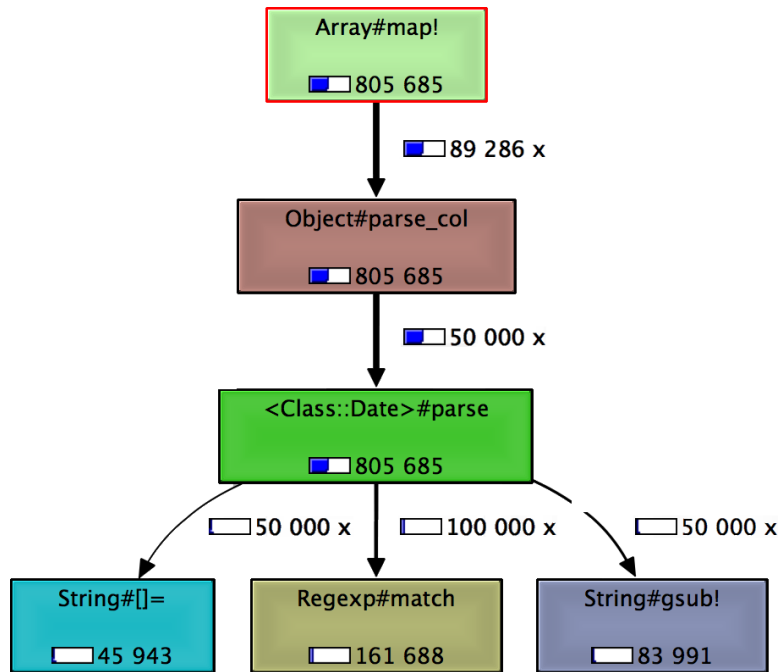 Array#map!
805 685
89 286 x
Object#parse_col
805 685
50 000 x
<Class::Date>#parse
805 685
50 000 x
100 000 x
50 000 x
String#[]=
45 943
Regexp#match
161 688
String#gsub!
83 991